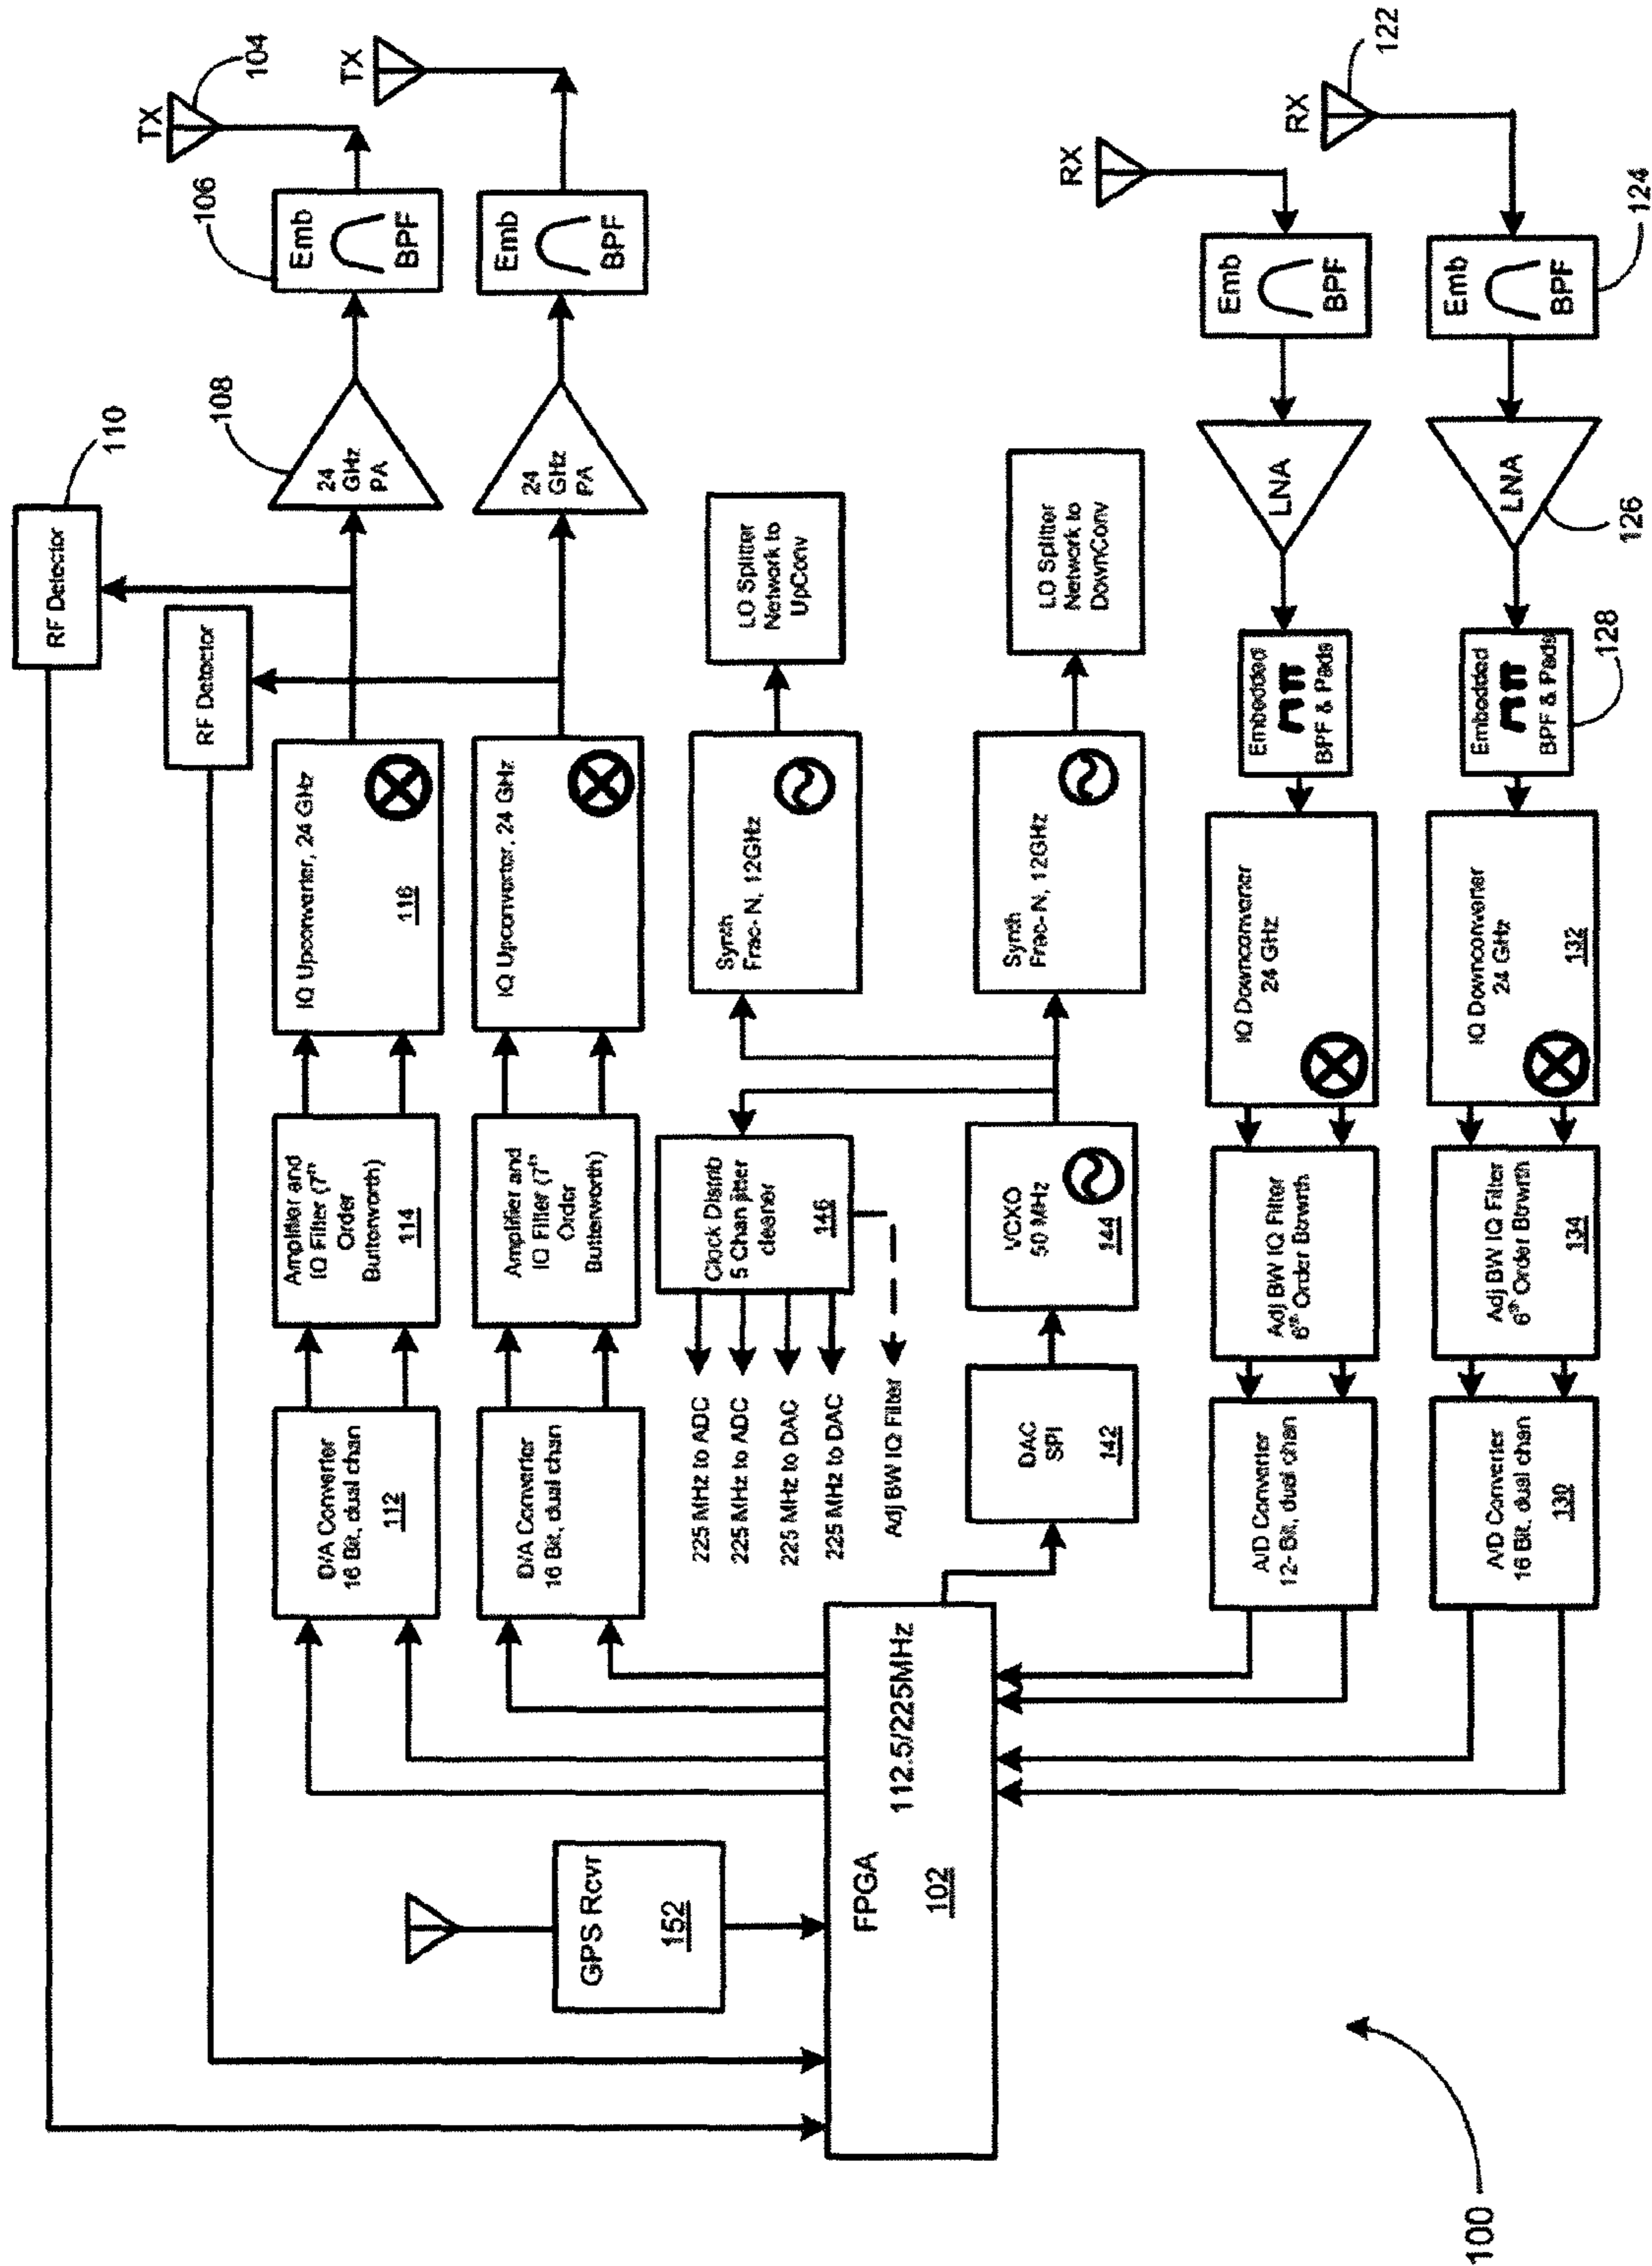 110
RF Detector
RF Detector
TX
104
TX
106
Emb
BPF
Emb
BPF
108
24
GHz
PA
24
GHz
PA
IQ Upconverter, 24 GHz
116
IQ Upconverter, 24 GHz
Amplifier and
IQ Filter (7th
Order
Butterworth)
114
Amplifier and
IQ Filter (7th
Order
Butterworth)
D/A Converter
16 Bit, dual chan
112
D/A Converter
16 Bit, dual chan
LO Splitter
Network to
UpConv
Synth
Frac- N, 12GHz
Clock Distrib
5 Chan jitter
cleaner
146
225 MHz to ADC
225 MHz to ADC
225 MHz to DAC
225 MHz to DAC
Adj BW IQ Filter
LO Splitter
Network to
DownConv
Synth
Frac- N, 12GHz
VCXO
50 MHz
144
DAC
SPI
142
GPS Rcvr
152
FPGA
112.5/225MHz
102
RX
RX
122
Emb
BPF
Emb
BPF
124
LNA
LNA
126
Embedded
BPF & Pads
Embedded
BPF & Pads
128
IQ Downconverter
24 GHz
IQ Downconverter
24 GHz
132
Adj BW IQ Filter
6th Order Btrwrth
Adj BW IQ Filter
6th Order Btrwrth
134
A/D Converter
12- Bit, dual chan
A/D Converter
16 Bit, dual chan
130
100